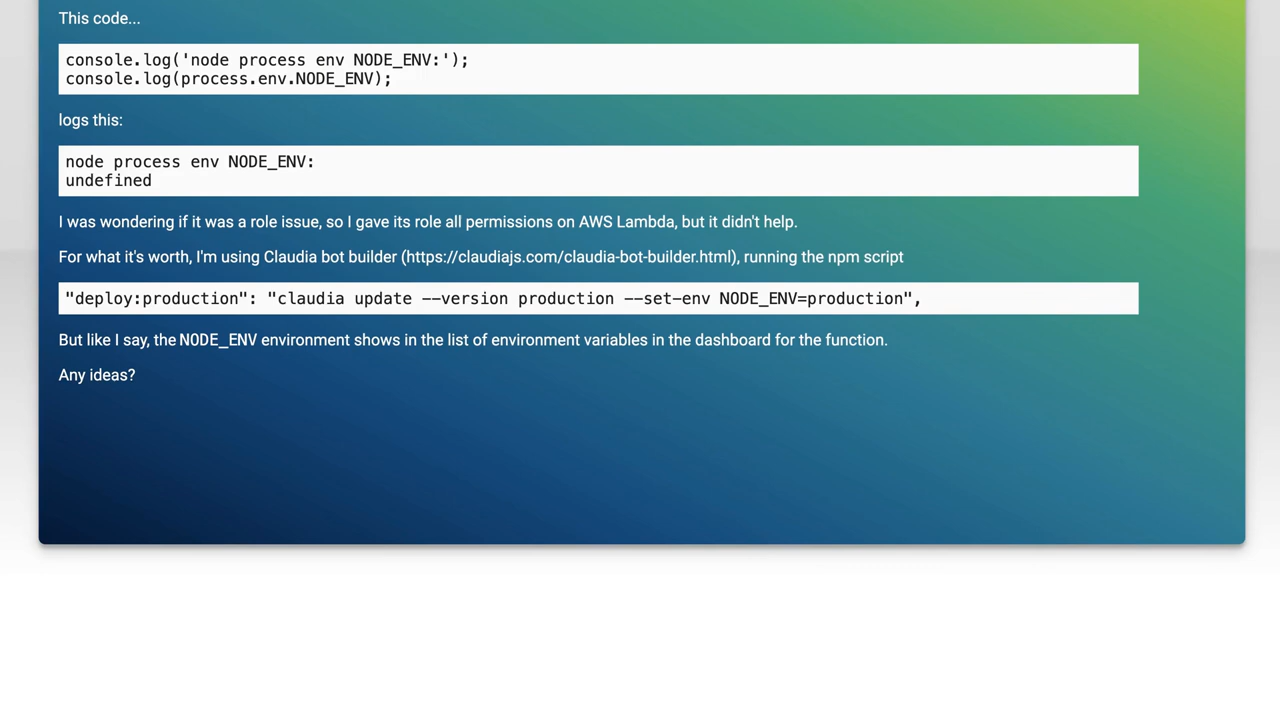 This code...
console.log('node process env NODE_ENV:');
console.log(process.env.NODE_ENV);
logs this:
node process env NODE_ENV:
undefined
I was wondering if it was a role issue, so I gave its role all permissions on AWS Lambda, but it didn't help.
For what it's worth, I'm using Claudia bot builder (https://claudiajs.com/claudia-bot-builder.html), running the npm script
"deploy:production": "claudia update --version production --set-env NODE_ENV=production",
But like I say, the NODE_ENV environment shows in the list of environment variables in the dashboard for the function.
Any ideas?